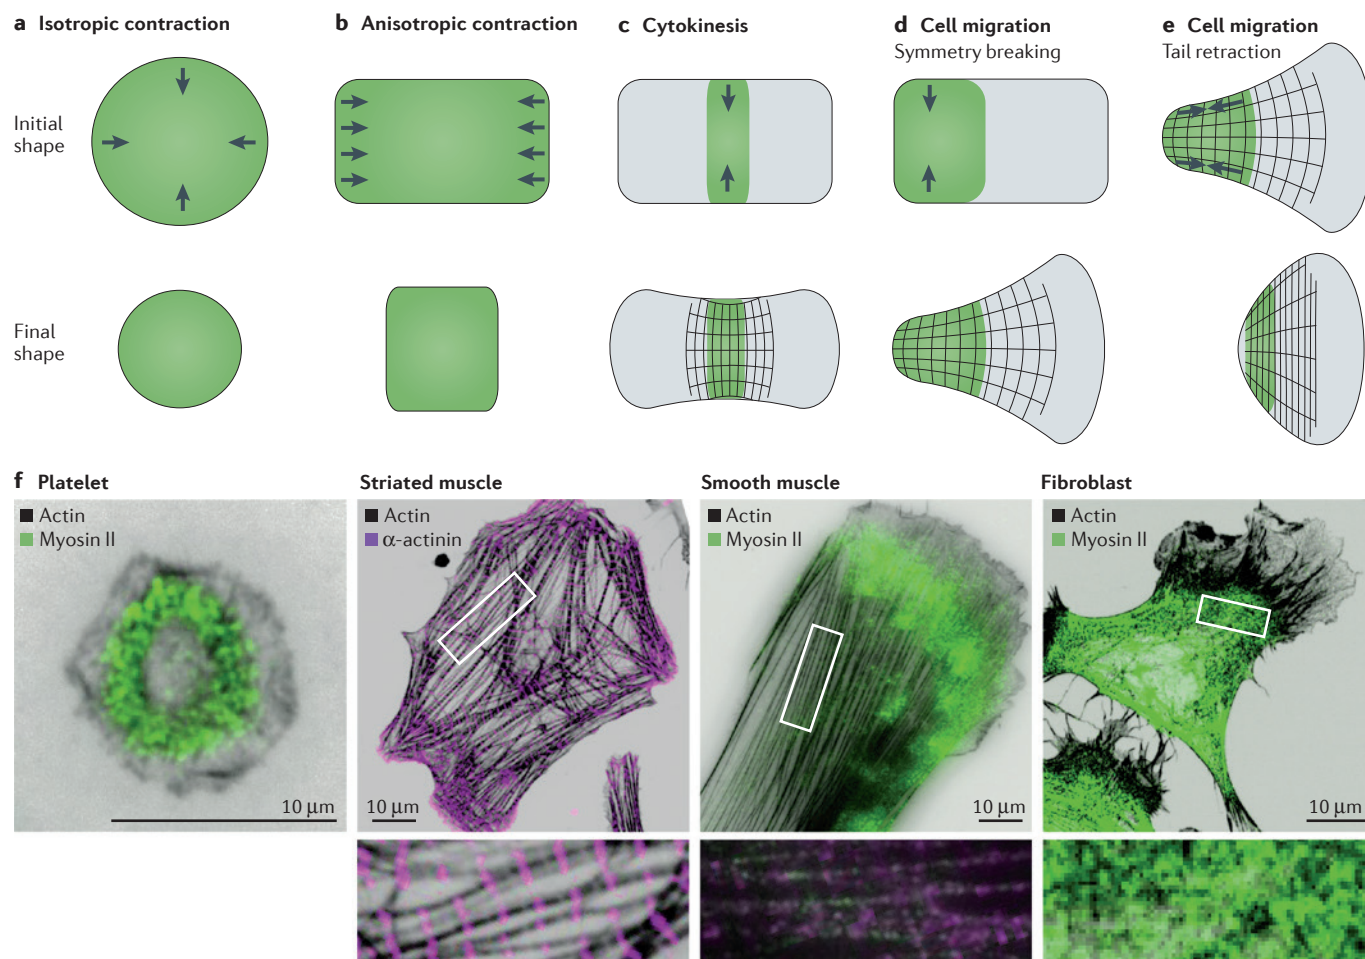 a Isotropic contraction
b Anisotropic contraction
c Cytokinesis
d Cell migration
Symmetry breaking
e Cell migration
Tail retraction
Initial
shape
Final
shape
f Platelet
Striated muscle
Smooth muscle
Fibroblast
Actin
Myosin II
10 µm
Actin
α-actinin
10 µm
Actin
Myosin II
10 µm
Actin
Myosin II
10 µm